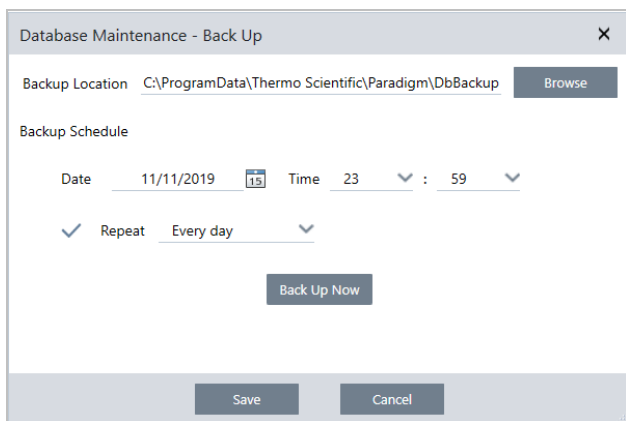 Database Maintenance - Back Up
Backup Location C:\ProgramData\Thermo Scientific\Paradigm\DbBackup Browse
Backup Schedule
Date 11/11/2019 15 Time 23 : 59
Repeat Every day
Back Up Now
Save Cancel